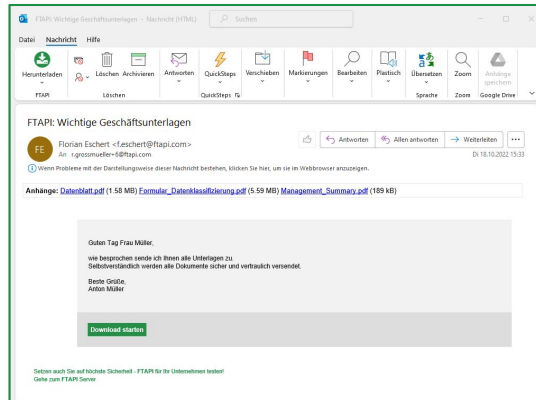 FTAPI: Wichtige Geschäftsunterlagen - Nachricht (HTML)
Suchen
Datei Nachricht Hilfe
Herunterladen
Löschen Archivieren
Antworten
QuickSteps
Verschieben
Markierungen
Bearbeiten
Plastisch
Übersetzen
Zoom
Anhänge speichern
FTAPI Löschen QuickSteps Sprache Zoom Google Drive
FTAPI: Wichtige Geschäftsunterlagen
FE
Florian Eschert <f.eschert@ftapi.com>
An r.grossmueller+6@ftapi.com
Antworten Allen antworten Weiterleiten
Di 18.10.2022 15:33
Wenn Probleme mit der Darstellungsweise dieser Nachricht bestehen, klicken Sie hier, um sie im Webbrowser anzuzeigen.
Anhänge: Datenblatt.pdf (1.58 MB) Formular_Datenklassifizierung.pdf (5.59 MB) Management_Summary.pdf (189 kB)
Guten Tag Frau Müller,
wie besprochen sende ich Ihnen alle Unterlagen zu.
Selbstverständlich werden alle Dokumente sicher und vertraulich versendet.
Beste Grüße,
Anton Müller
Download starten
Setzen auch Sie auf höchste Sicherheit - FTAPI für Ihr Unternehmen testen!
Gehe zum FTAPI Server